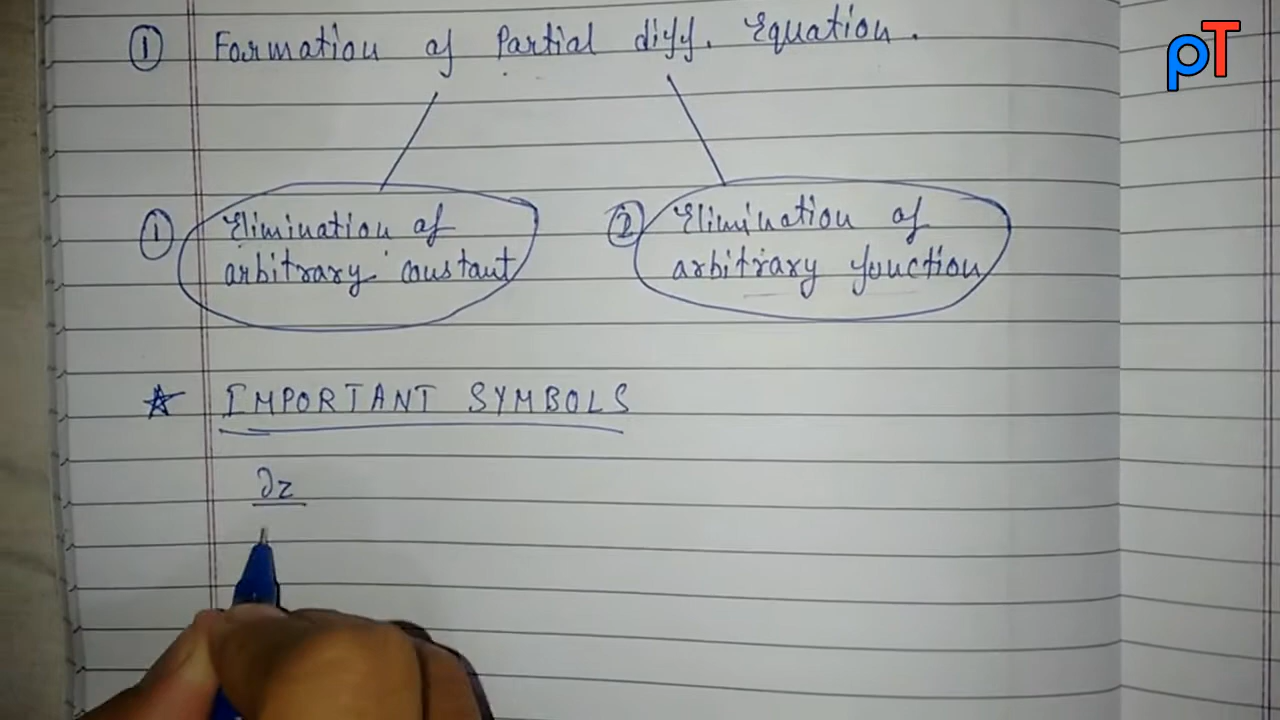 ① Formation of Partial diff. Equation.
① Elimination of
arbitrary constant
② Elimination of
arbitrary function
☆ IMPORTANT SYMBOLS
∂z
PT